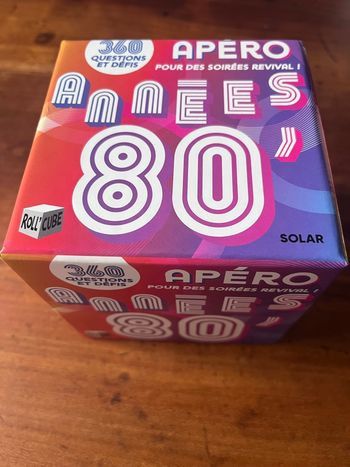 360
QUESTIONS
ET DÉFIS
APÉRO
POUR DES SOIRÉES REVIVAL !
ANNÉES
80'
ROLL'CUBE
SOLAR
360
QUESTIONS
ET DÉFIS
APÉRO
POUR DES SOIRÉES REVIVAL !
ANNÉES
80'